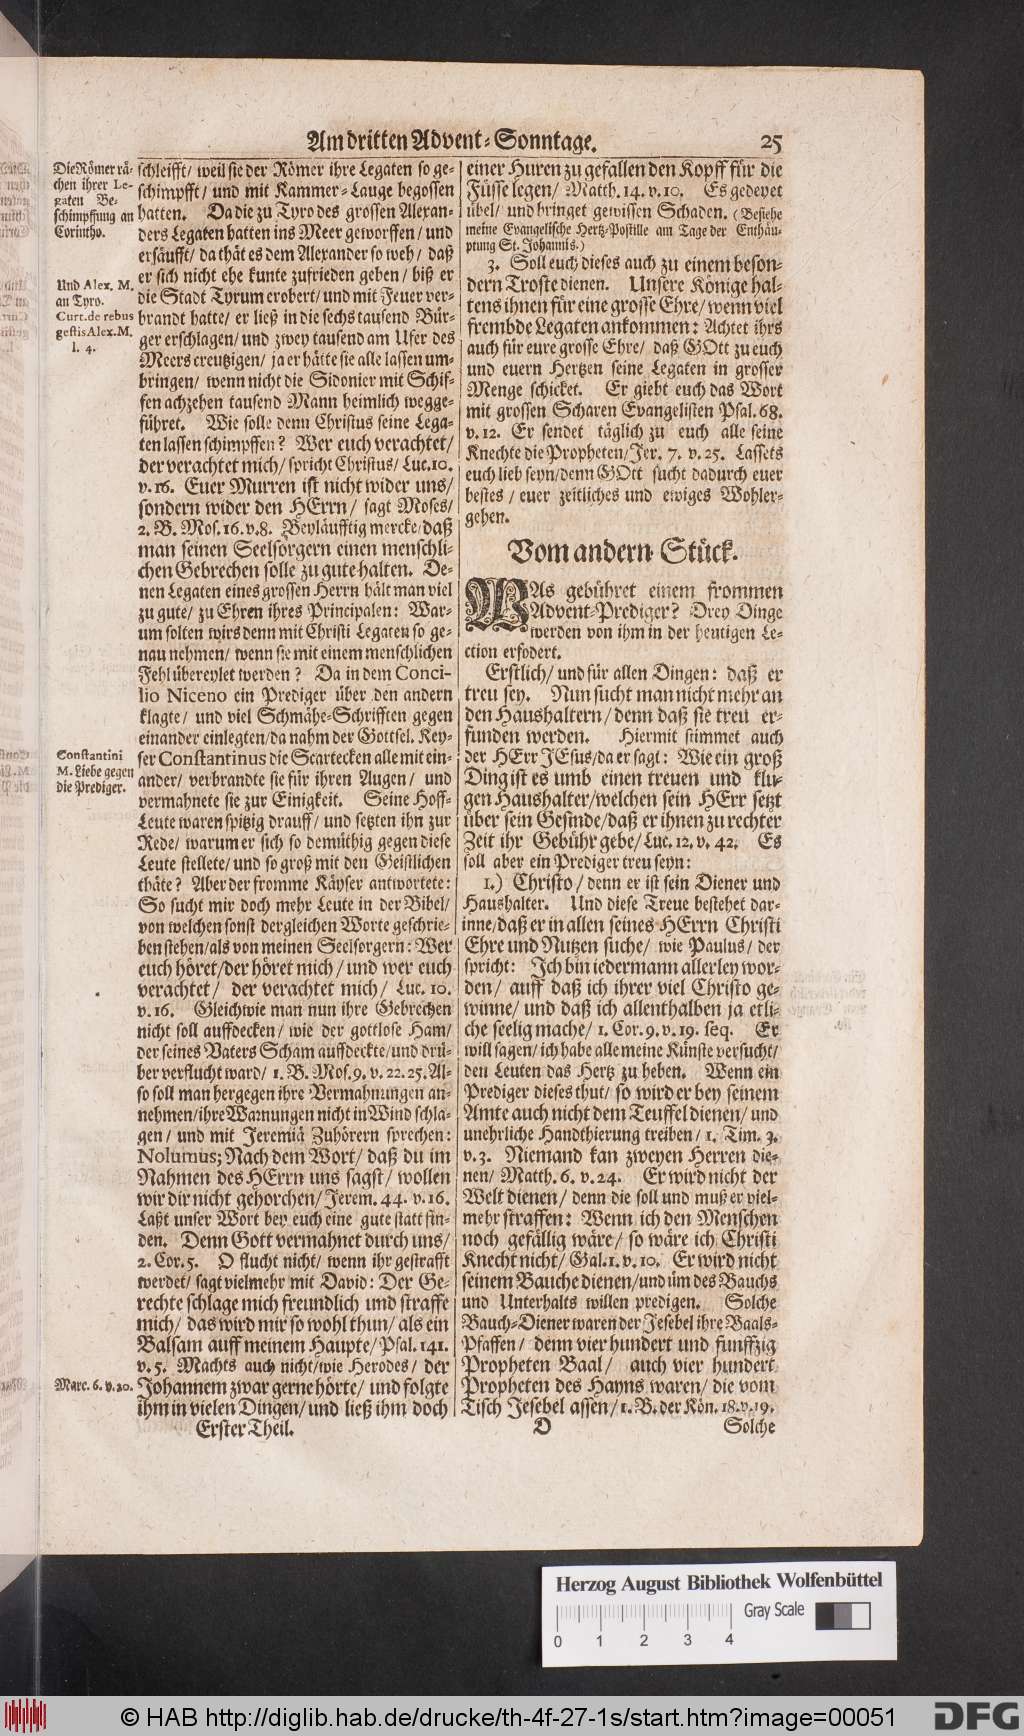 Am dritten Advent-Sonntage. 25
Die Römer rä-
chen ihrer Le-
gaten Be-
schimpffung an
Corintho.
Und Alex. M.
an Tyro.
Curt. de rebus
gestis Alex. M.
l. 4.
Constantini
M. Liebe gegen
die Prediger.
Marc. 6. v. 20.
schleifft/ weil sie der Römer ihre Legaten so ge-
schimpfft/ und mit Kammer-Lauge begossen
hatten. Da die zu Tyro des grossen Alexan-
ders Legaten hatten ins Meer geworffen/ und
ersäufft/ da thät es dem Alexander so weh/ daß
er sich nicht ehe kunte zufrieden geben/ biß er
die Stadt Tyrum erobert/ und mit Feuer ver-
brandt hatte/ er ließ in die sechs tausend Bür-
ger erschlagen/ und zwey tausend am Ufer des
Meers creutzigen/ ja er hätte sie alle lassen um-
bringen/ wenn nicht die Sidonier mit Schif-
fen achzehen tausend Mann heimlich wegge-
führet. Wie solle denn Christus seine Lega-
ten lassen schimpffen? Wer euch verachtet/
der verachtet mich/ spricht Christus/ Luc. 10.
v. 16. Euer Murren ist nicht wider uns/
sondern wider den HErrn/ sagt Moses/
2. B. Mos. 16. v. 8. Beyläufftig mercke/ daß
man seinen Seelsorgern einen menschli-
chen Gebrechen solle zu gute halten. De-
nen Legaten eines grossen Herrn hält man viel
zu gute/ zu Ehren ihres Principalen: War-
um solten wirs denn mit Christi Legaten so ge-
nau nehmen/ wenn sie mit einem menschlichen
Fehl übereylet werden? Da in dem Conci-
lio Niceno ein Prediger über den andern
klagte/ und viel Schmähe-Schrifften gegen
einander einlegten/ da nahm der Gottsel. Key-
ser Constantinus die Scartecken alle mit ein-
ander/ verbrandte sie für ihren Augen/ und
vermahnete sie zur Einigkeit. Seine Hoff-
Leute waren spitzig drauff/ und setzten ihn zur
Rede/ warum er sich so demüthig gegen diese
Leute stellete/ und so groß mit den Geistlichen
thäte? Aber der fromme Käyser antwortete:
So sucht mir doch mehr Leute in der Bibel/
von welchen sonst dergleichen Worte geschrie-
ben stehen/ als von meinen Seelsorgern: Wer
euch höret/ der höret mich/ und wer euch
verachtet/ der verachtet mich/ Luc. 10.
v. 16. Gleichwie man nun ihre Gebrechen
nicht soll auffdecken/ wie der gottlose Ham/
der seines Vaters Scham auffdeckte/ und drü-
ber verflucht ward/ 1. B. Mos. 9. v. 22. 25. Al-
so soll man hergegen ihre Vermahnungen an-
nehmen/ ihre Warnungen nicht in Wind schla-
gen/ und mit Jeremiä Zuhörern sprechen:
Nolumus; Nach dem Wort/ daß du im
Nahmen des HErrn uns sagst/ wollen
wir dir nicht gehorchen/ Jerem. 44. v. 16.
Laßt unser Wort bey euch eine gute statt fin-
den. Denn Gott vermahnet durch uns/
2. Cor. 5. O flucht nicht/ wenn ihr gestrafft
werdet/ sagt vielmehr mit David: Der Ge-
rechte schlage mich freundlich und straffe
mich/ das wird mir so wohl thun/ als ein
Balsam auff meinem Haupte/ Psal. 141.
v. 5. Machts auch nicht/ wie Herodes/ der
Johannem zwar gerne hörte/ und folgte
ihm in vielen Dingen/ und ließ ihm doch
Erster Theil.
einer Huren zu gefallen den Kopff für die
Füsse legen/ Matth. 14. v. 10. Es gedeyet
übel/ und bringet gewissen Schaden. (Besiehe
meine Evangelische Hertz-Postille am Tage der Enthäu-
ptung St. Johannis.)
3. Soll euch dieses auch zu einem beson-
dern Troste dienen. Unsere Könige hal-
tens ihnen für eine grosse Ehre/ wenn viel
frembde Legaten ankommen: Achtet ihrs
auch für eure grosse Ehre/ daß GOtt zu euch
und euern Hertzen seine Legaten in grosser
Menge schicket. Er giebt euch das Wort
mit grossen Scharen Evangelisten Psal. 68.
v. 12. Er sendet täglich zu euch alle seine
Knechte die Propheten/ Jer. 7. v. 25. Lassets
euch lieb seyn/ denn GOtt sucht dadurch euer
bestes/ euer zeitliches und ewiges Wohler-
gehen.
Vom andern Stück.
WAs gebühret einem frommen
Advent-Prediger? Drey Dinge
werden von ihm in der heutigen Le-
ction erfodert.
Erstlich/ und für allen Dingen: daß er
treu sey. Nun sucht man nicht mehr an
den Haushaltern/ denn daß sie treu er-
funden werden. Hiermit stimmet auch
der HErr JEsus/ da er sagt: Wie ein groß
Ding ist es umb einen treuen und klu-
gen Haushalter/ welchen sein HErr setzt
über sein Gesinde/ daß er ihnen zu rechter
Zeit ihr Gebühr gebe/ Luc. 12. v. 42. Es
soll aber ein Prediger treu seyn:
1.) Christo/ denn er ist sein Diener und
Haushalter. Und diese Treue bestehet dar-
inne/ daß er in allen seines HErrn Christi
Ehre und Nutzen suche/ wie Paulus/ der
spricht: Ich bin iedermann allerley wor-
den/ auff daß ich ihrer viel Christo ge-
winne/ und daß ich allenthalben ja etli-
che seelig mache/ 1. Cor. 9. v. 19. seq. Er
will sagen/ ich habe alle meine Künste versucht/
den Leuten das Hertz zu heben. Wenn ein
Prediger dieses thut/ so wird er bey seinem
Amte auch nicht dem Teuffel dienen/ und
unehrliche Handthierung treiben/ 1. Tim. 3.
v. 3. Niemand kan zweyen Herren die-
nen/ Matth. 6. v. 24. Er wird nicht der
Welt dienen/ denn die soll und muß er viel-
mehr straffen: Wenn ich den Menschen
noch gefällig wäre/ so wäre ich Christi
Knecht nicht/ Gal. 1. v. 10. Er wird nicht
seinem Bauche dienen/ und üm des Bauchs
und Unterhalts willen predigen. Solche
Bauch-Diener waren der Jesebel ihre Baals-
Pfaffen/ denn vier hundert und funffzig
Propheten Baal/ auch vier hundert
Propheten des Hayns waren/ die vom
Tisch Jesebel assen/ 1. B. der Kön. 18. v. 19.
D Solche
Herzog August Bibliothek Wolfenbüttel
Gray Scale
0 1 2 3 4
© HAB http://diglib.hab.de/drucke/th-4f-27-1s/start.htm?image=00051
DFG